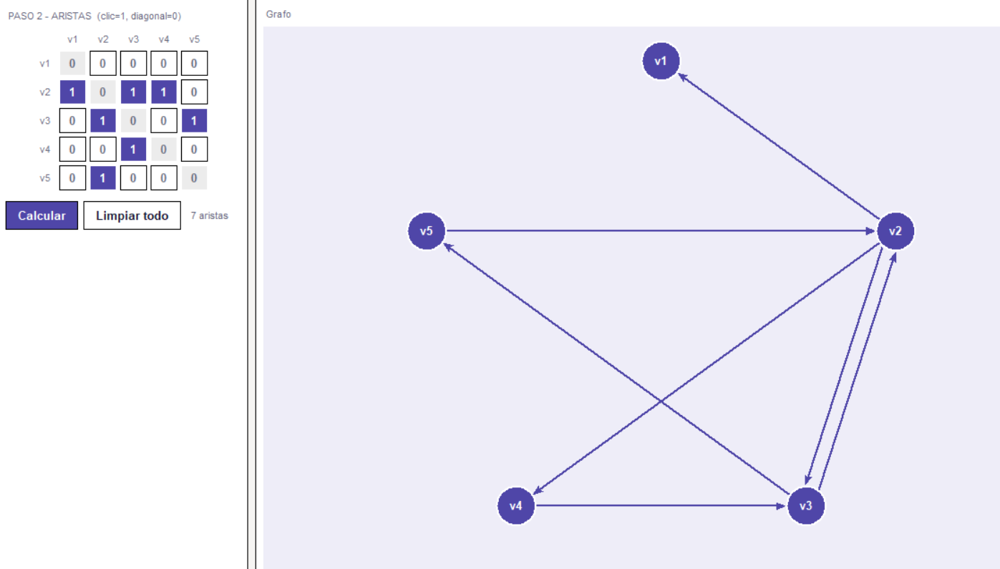 PASO 2 - ARISTAS (clic=1, diagonal=0)
v1 v2 v3 v4 v5
v1 0 0 0 0 0
v2 1 0 1 1 0
v3 0 1 0 0 1
v4 0 0 1 0 0
v5 0 1 0 0 0
Calcular Limpiar todo 7 aristas
Grafo
v1
v5 v2
v4 v3